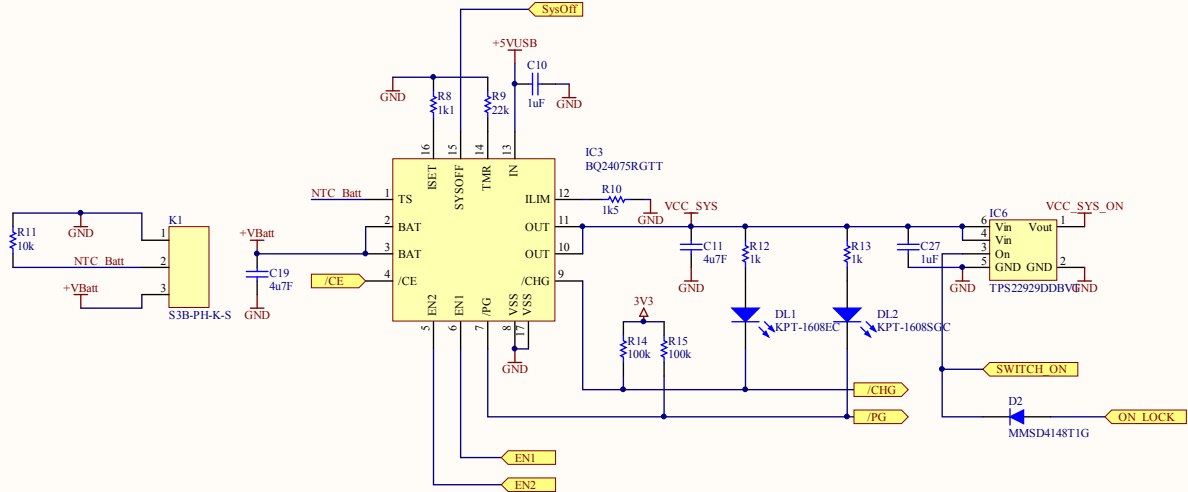 SysOff
+5VUSB
C10
1uF
GND
GND
R8
1k1
R9
22k
16
15
14
13
ISET
SYSOFF
TMR
IN
IC3
BQ24075RGTT
NTC_Batt
1
TS
ILIM
12
R10
1k5
GND
2
BAT
OUT
11
3
BAT
OUT
10
4
/CE
/CHG
9
/CE
EN2
EN1
/PG
VSS
VSS
5
6
7
8
17
GND
K1
1
2
3
S3B-PH-K-S
GND
R11
10k
NTC_Batt
+VBatt
+VBatt
C19
4u7F
GND
VCC_SYS
C11
4u7F
GND
R12
1k
R13
1k
C27
1uF
GND
IC6
6
Vin
Vout
1
4
Vin
3
On
5
GND
GND
2
TPS22929DDBV
GND
VCC_SYS_ON
DL1
KPT-1608EC
DL2
KPT-1608SGC
3V3
R14
100k
R15
100k
/CHG
/PG
SWITCH_ON
D2
MMSD4148T1G
ON_LOCK
EN1
EN2